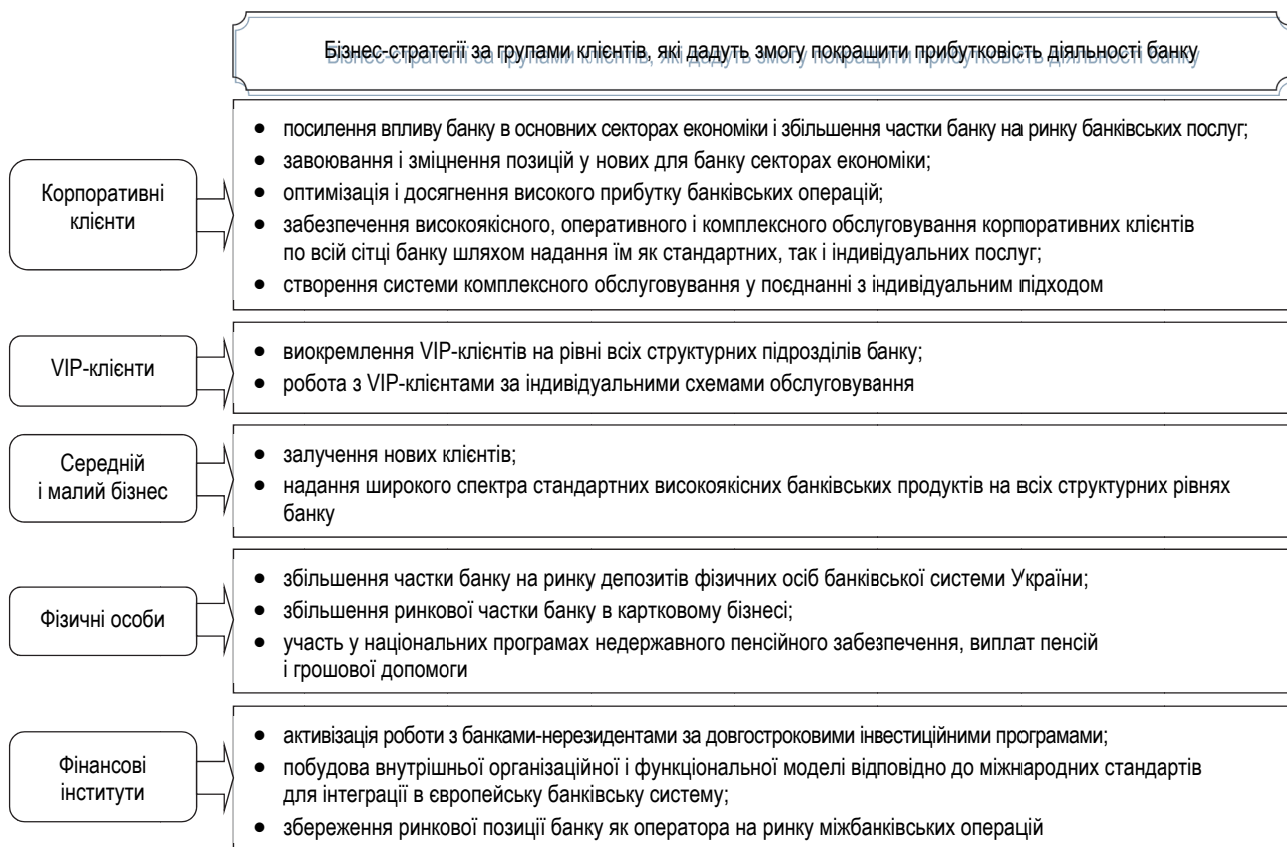 Бізнес-стратегії за групами клієнтів, які дадуть змогу покращити прибутковість діяльності банку
Корпоративні
клієнти
• посилення впливу банку в основних секторах економіки і збільшення частки банку на ринку банківських послуг;
• завоювання і зміцнення позицій у нових для банку секторах економіки;
• оптимізація і досягнення високого прибутку банківських операцій;
• забезпечення високоякісного, оперативного і комплексного обслуговування корпоративних клієнтів
по всій сітці банку шляхом надання їм як стандартних, так і індивідуальних послуг;
• створення системи комплексного обслуговування у поєднанні з індивідуальним підходом
VIP-клієнти
• виокремлення VIP-клієнтів на рівні всіх структурних підрозділів банку;
• робота з VIP-клієнтами за індивідуальними схемами обслуговування
Середній
і малий бізнес
• залучення нових клієнтів;
• надання широкого спектра стандартних високоякісних банківських продуктів на всіх структурних рівнях
банку
Фізичні особи
• збільшення частки банку на ринку депозитів фізичних осіб банківської системи України;
• збільшення ринкової частки банку в картковому бізнесі;
• участь у національних програмах недержавного пенсійного забезпечення, виплат пенсій
і грошової допомоги
Фінансові
інститути
• активізація роботи з банками-нерезидентами за довгостроковими інвестиційними програмами;
• побудова внутрішньої організаційної і функціональної моделі відповідно до міжнародних стандартів
для інтеграції в європейську банківську систему;
• збереження ринкової позиції банку як оператора на ринку міжбанківських операцій